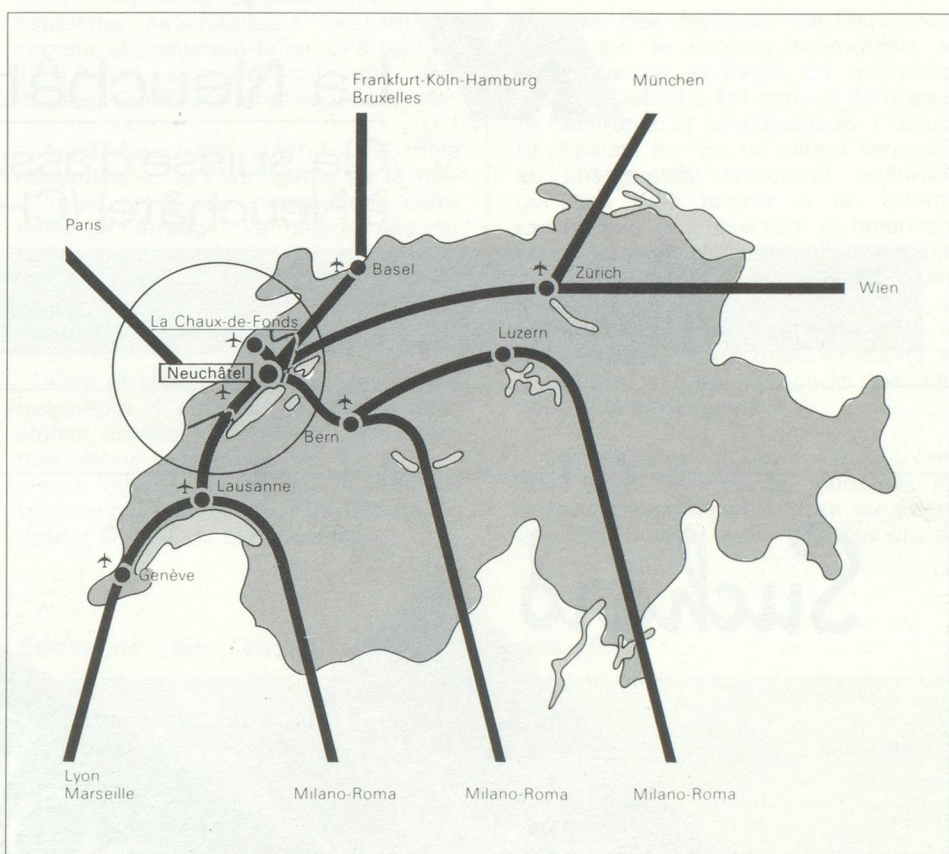 Frankfurt-Köln-Hamburg
Bruxelles
München
Paris
Basel
Zürich
Wien
La Chaux-de-Fonds
Luzern
Neuchâtel
Bern
Lausanne
Genève
Lyon
Marseille
Milano-Roma
Milano-Roma
Milano-Roma